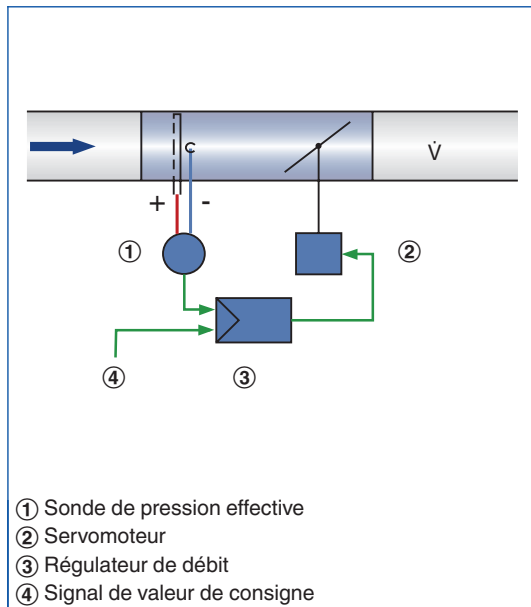 V̇
+ -
①
②
④
③
① Sonde de pression effective
② Servomoteur
③ Régulateur de débit
④ Signal de valeur de consigne